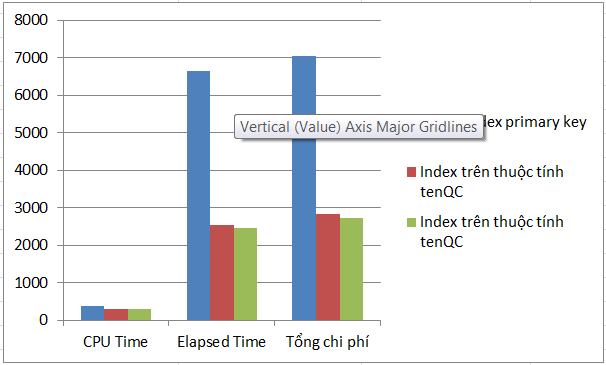 8000
7000
6000
5000
4000
3000
2000
1000
0
CPU Time
Elapsed Time
Tổng chi phí
Vertical (Value) Axis Major Gridlines
primary key
Index trên thuộc tính
tenQC
Index trên thuộc tính
tenQC